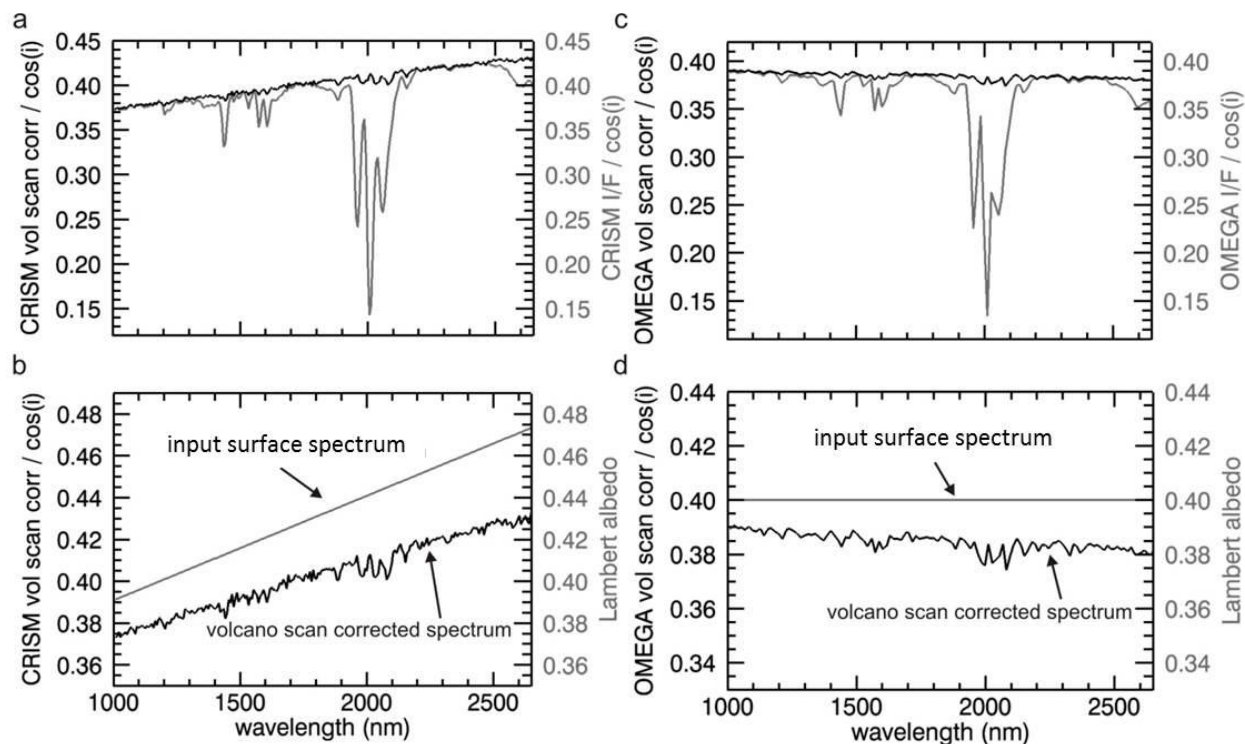 a
CRISM vol scan corr / cos(i)
0.45
0.40
0.35
0.30
0.25
0.20
0.15
0.45
0.40
0.35
0.30
0.25
0.20
0.15
CRISM I/F / cos(i)
1000 1500 2000 2500
c
OMEGA vol scan corr / cos(i)
0.40
0.35
0.30
0.25
0.20
0.15
0.40
0.35
0.30
0.25
0.20
0.15
OMEGA I/F / cos(i)
1000 1500 2000 2500
b
CRISM vol scan corr / cos(i)
0.48
0.46
0.44
0.42
0.40
0.38
0.36
input surface spectrum
volcano scan corrected spectrum
0.48
0.46
0.44
0.42
0.40
0.38
0.36
Lambert albedo
1000 1500 2000 2500
wavelength (nm)
d
OMEGA vol scan corr / cos(i)
0.44
0.42
0.40
0.38
0.36
0.34
input surface spectrum
volcano scan corrected spectrum
0.44
0.42
0.40
0.38
0.36
0.34
Lambert albedo
1000 1500 2000 2500
wavelength (nm)